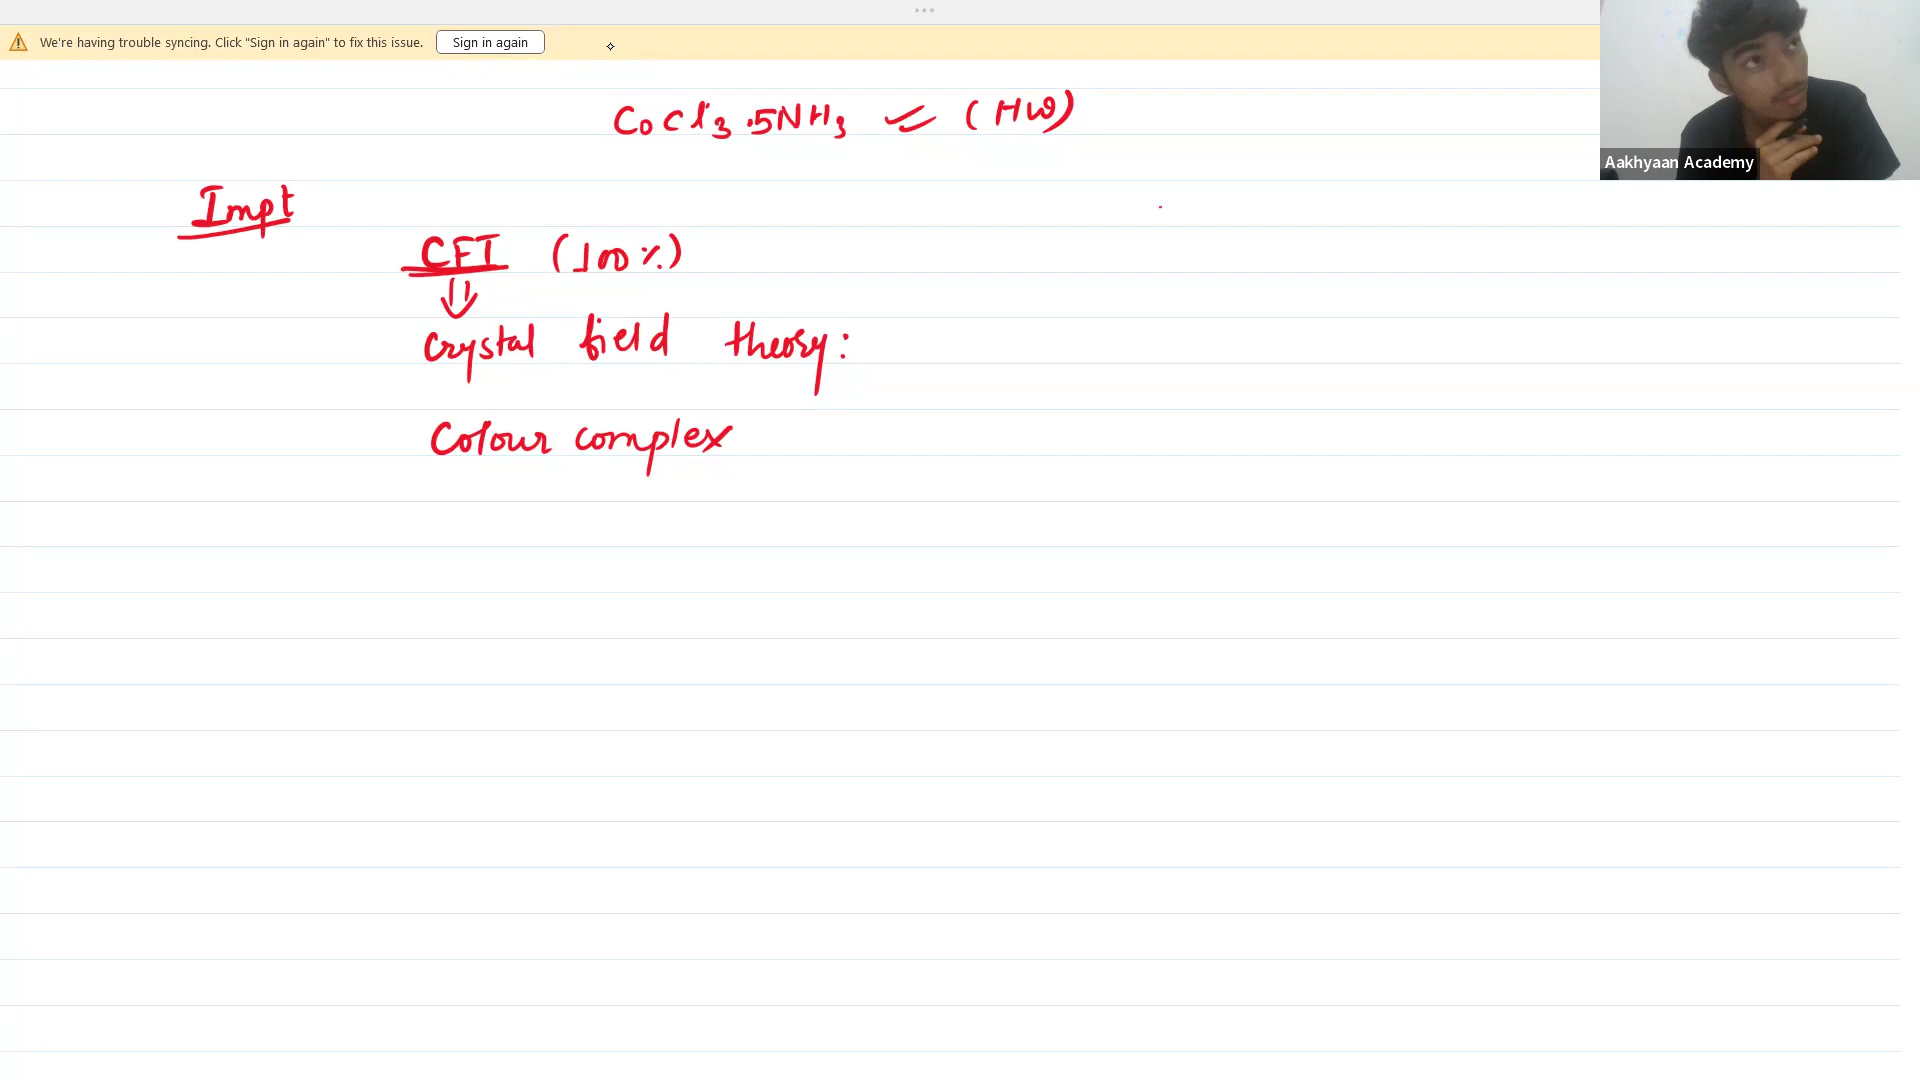 We're having trouble syncing. Click "Sign in again" to fix this issue. Sign in again
CoCl3.5NH3 (HW)
Aakhyaan Academy
Impt
CFT (100%)
Crystal field theory:
Colour complex